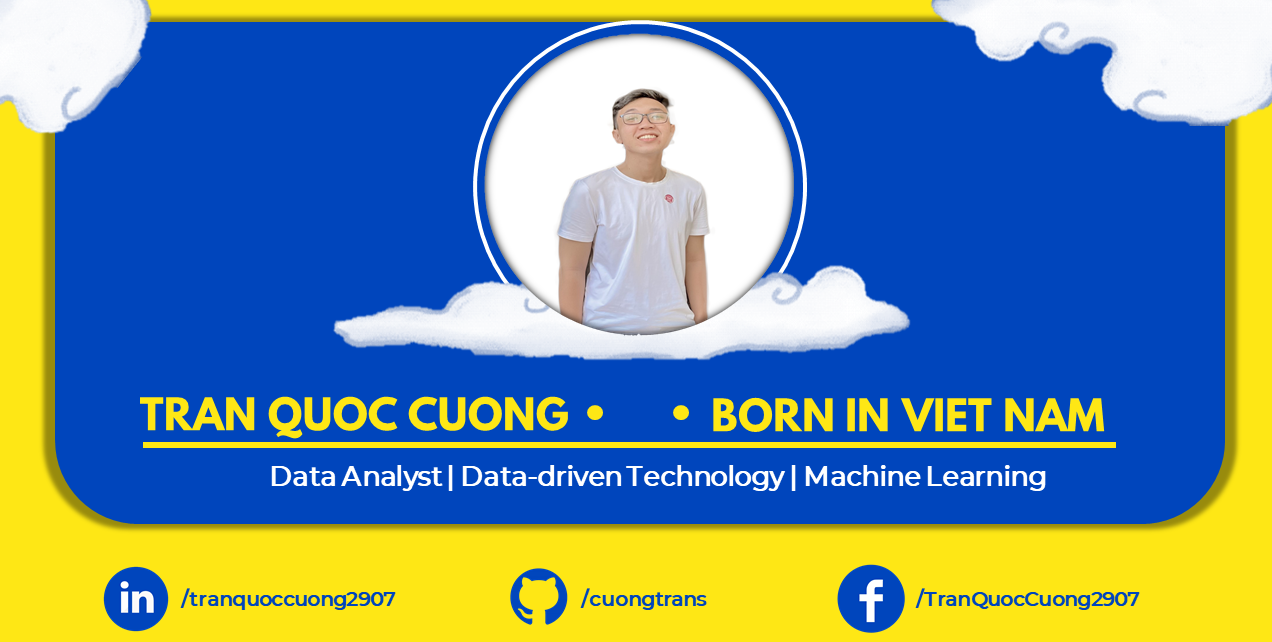 TRAN QUOC CUONG • • BORN IN VIET NAM
Data Analyst | Data-driven Technology | Machine Learning
in /tranquoccuong2907 /cuongtrans f /TranQuocCuong2907